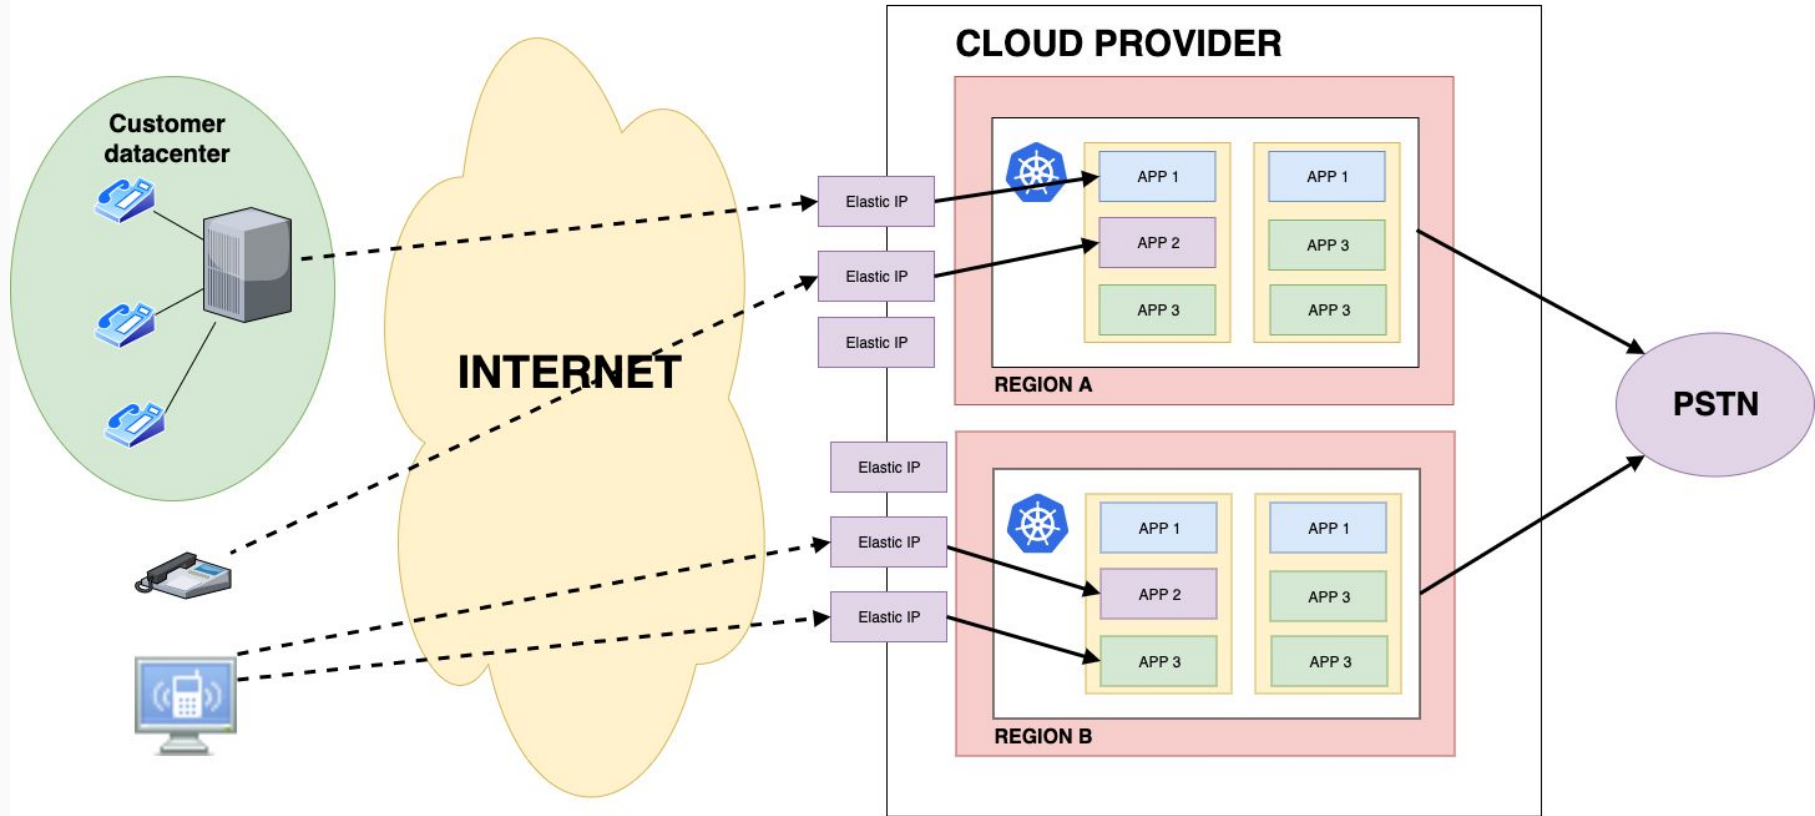 CLOUD PROVIDER
Customer
datacenter
INTERNET
Elastic IP
Elastic IP
Elastic IP
APP 1
APP 2
APP 3
APP 1
APP 3
APP 3
REGION A
PSTN
Elastic IP
Elastic IP
Elastic IP
APP 1
APP 2
APP 3
APP 1
APP 3
APP 3
REGION B